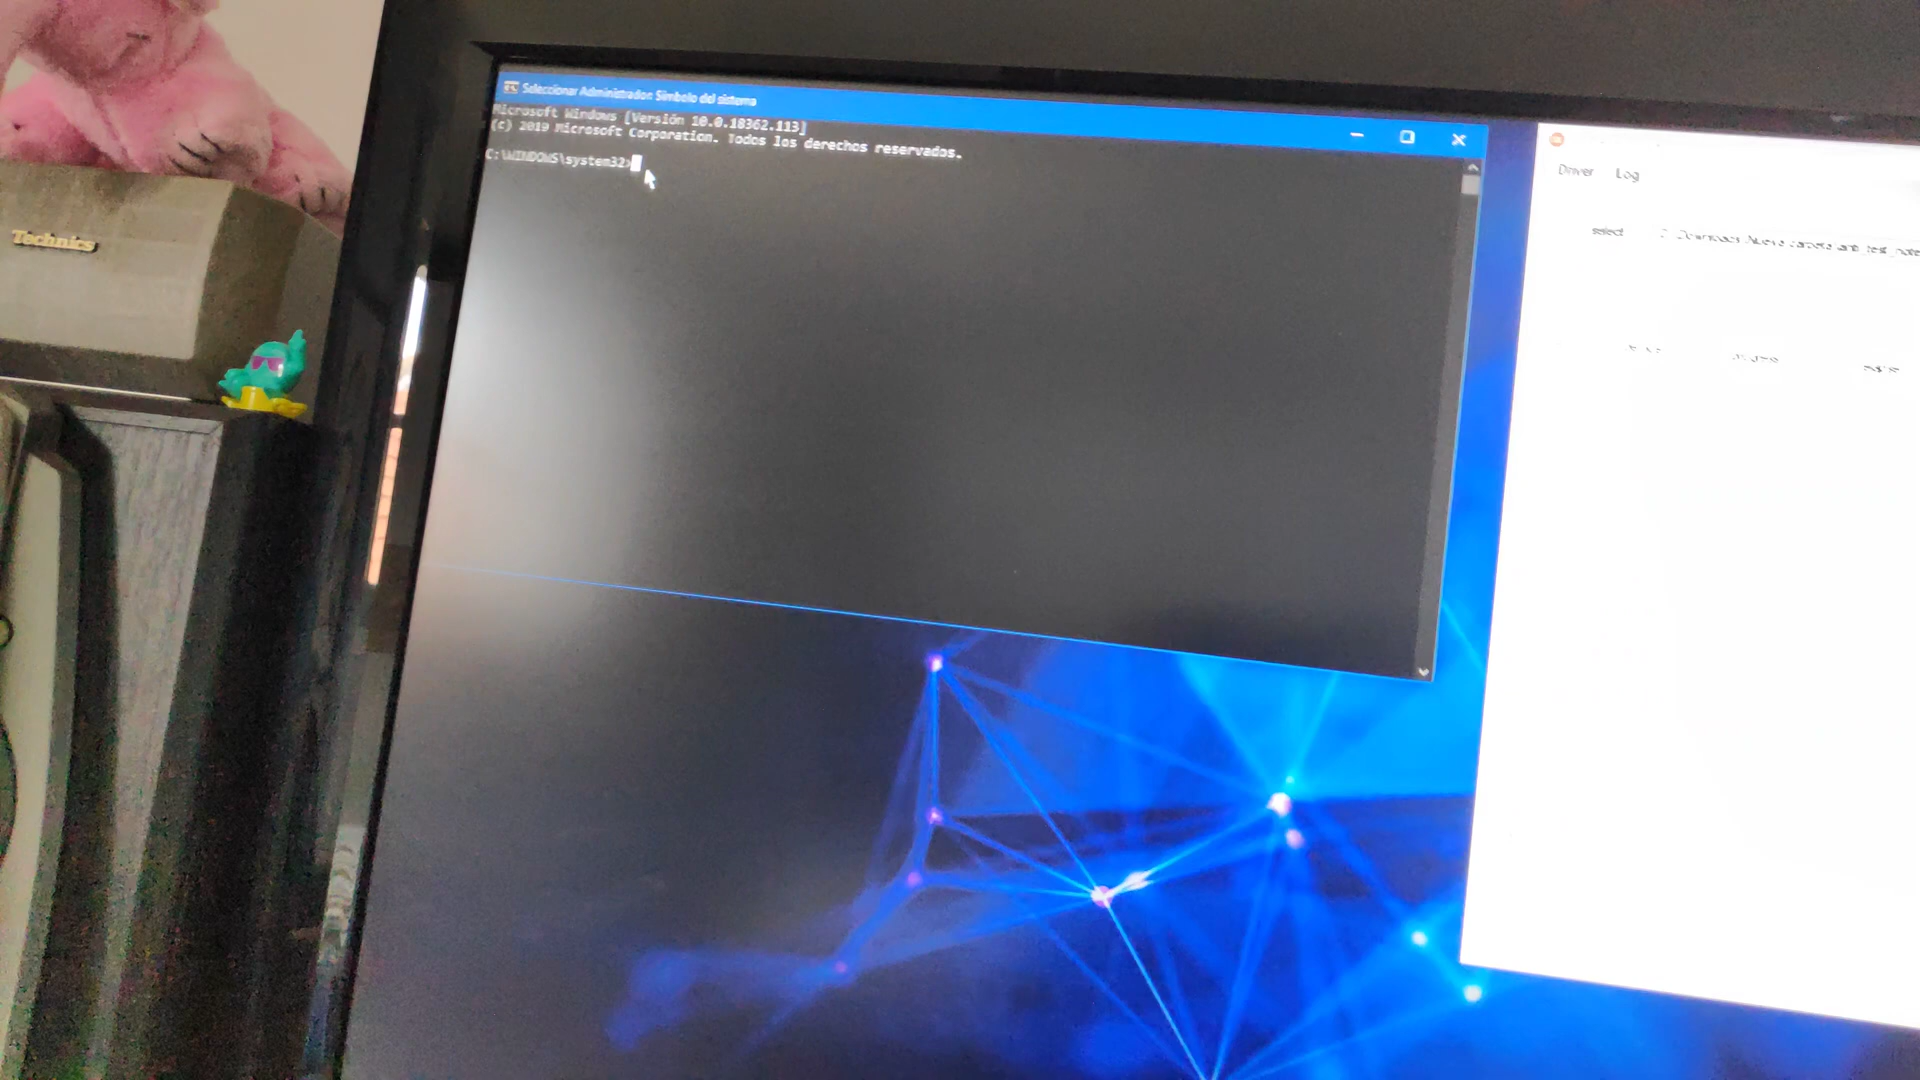 Technics
Seleccionar Administrador: Símbolo del sistema
Microsoft Windows [Versión 10.0.18362.113]
(c) 2019 Microsoft Corporation. Todos los derechos reservados.
C:\WINDOWS\system32>
Driver Log
select